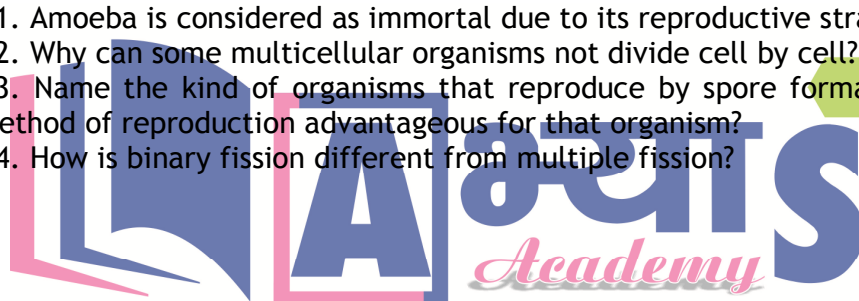 1. Amoeba is considered as immortal due to its reproductive stra
2. Why can some multicellular organisms not divide cell by cell?
3. Name the kind of organisms that reproduce by spore forma
ethod of reproduction advantageous for that organism?
4. How is binary fission different from multiple fission?
A भ्या S
Academy